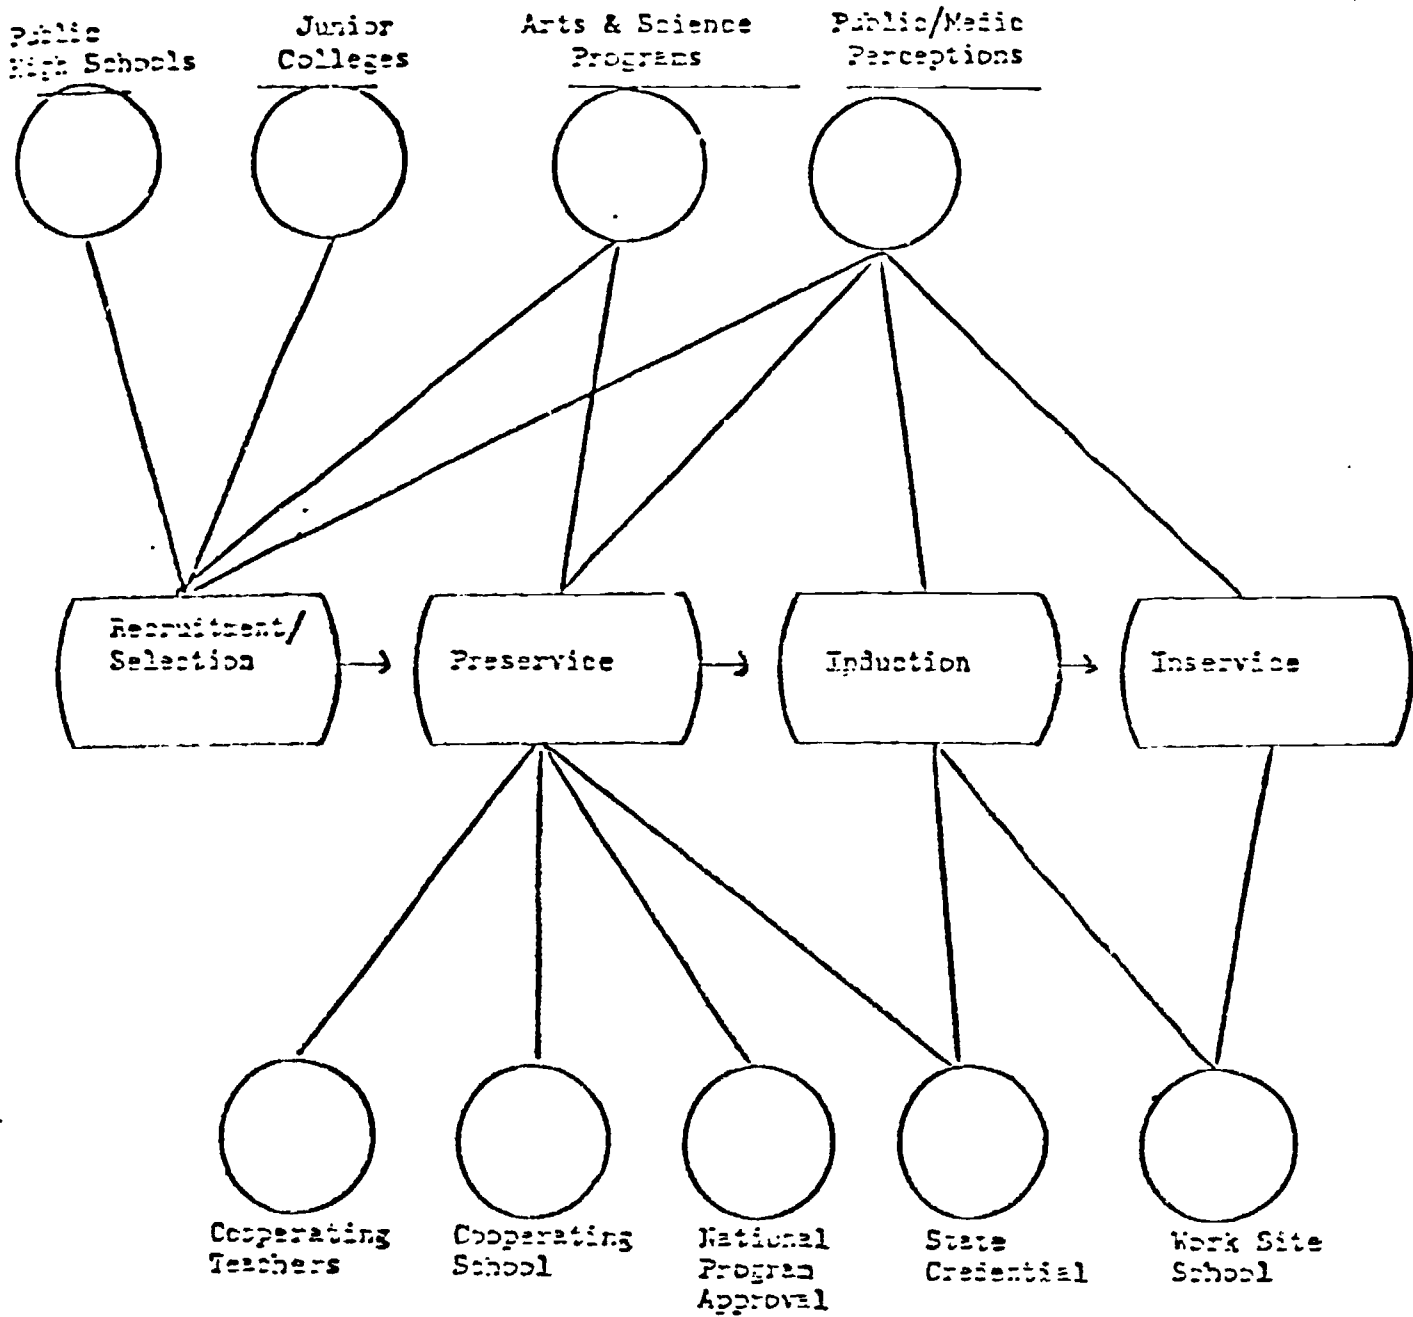 Public
High Schools
Junior
Colleges
Arts & Science
Programs
Public/Media
Perceptions
Recruitment/
Selection
Preservice
Induction
Inservice
Cooperating
Teachers
Cooperating
School
National
Program
Approval
State
Credential
Work Site
School